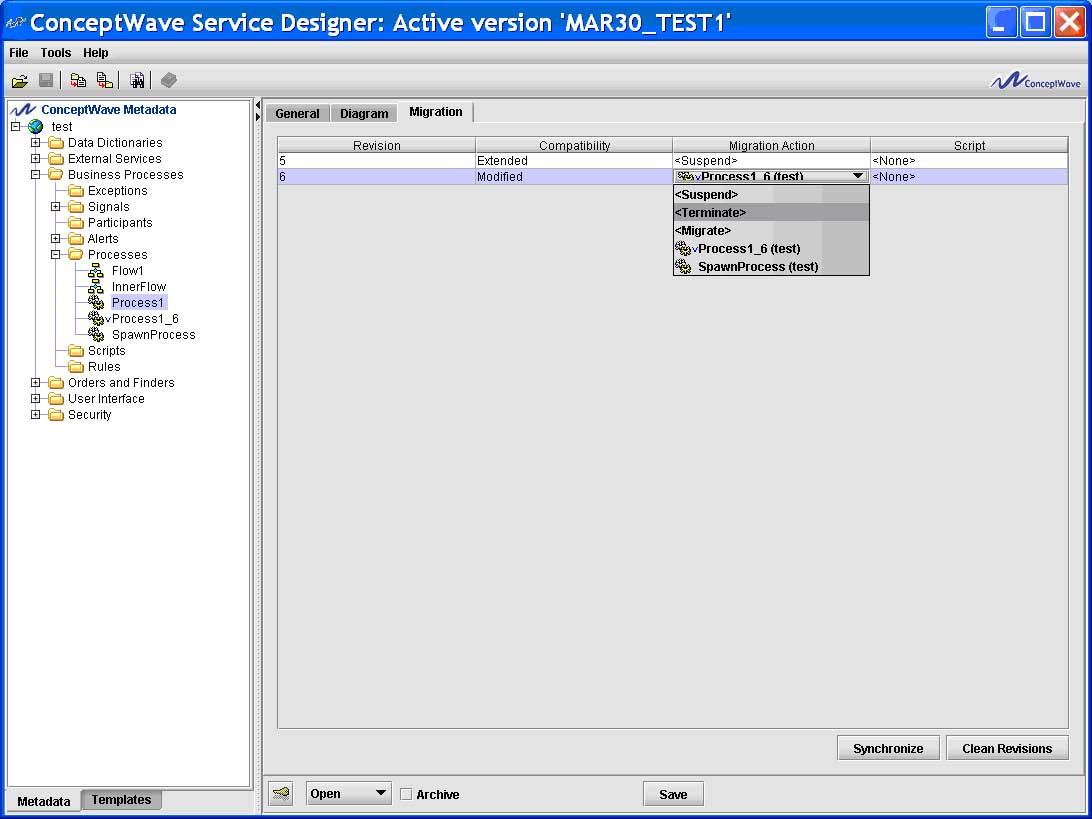 ConceptWave Service Designer: Active version 'MAR30_TEST1'
File Tools Help
ConceptWave
ConceptWave Metadata
test
Data Dictionaries
External Services
Business Processes
Exceptions
Signals
Participants
Alerts
Processes
Flow1
InnerFlow
Process1
Process1_6
SpawnProcess
Scripts
Rules
Orders and Finders
User Interface
Security
Metadata Templates
General Diagram Migration
Revision Compatibility Migration Action Script
5 Extended <Suspend> <None>
6 Modified Process1_6 (test) <None>
<Suspend>
<Terminate>
<Migrate>
Process1_6 (test)
SpawnProcess (test)
Synchronize Clean Revisions
Open Archive Save